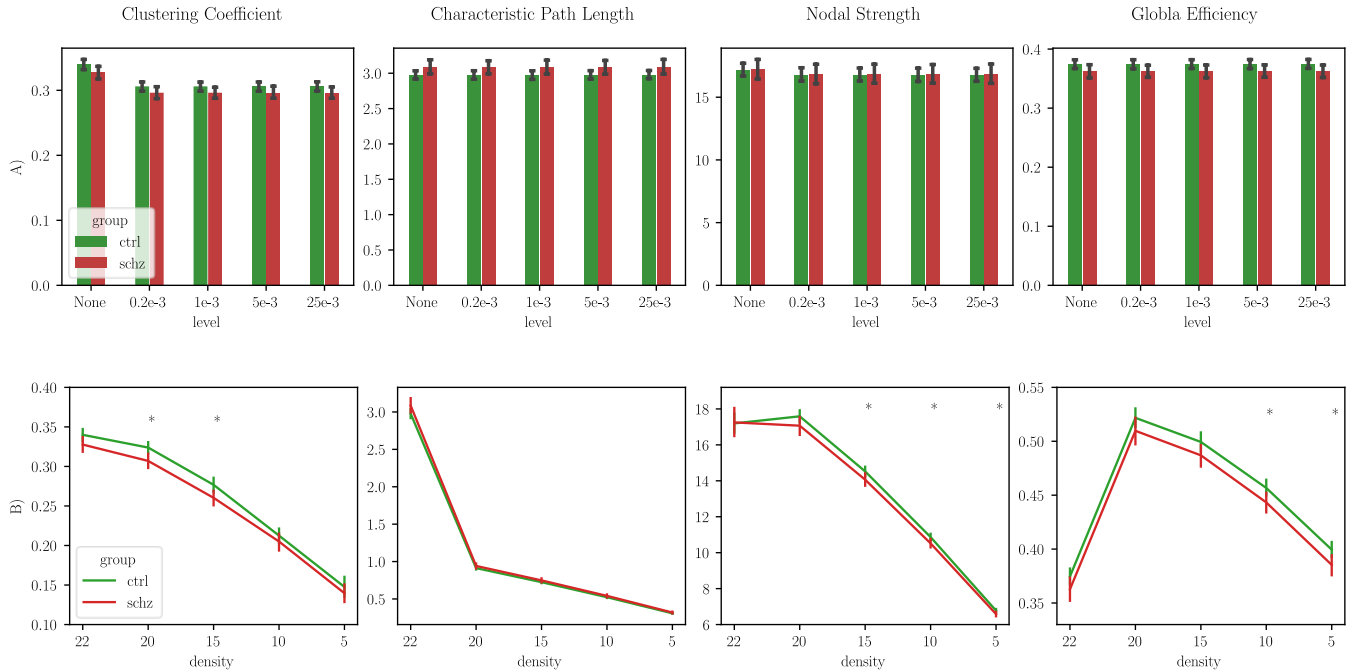 Clustering Coefficient
Characteristic Path Length
Nodal Strength
Globla Efficiency
A)
0.3
0.2
0.1
0.0
group
ctrl
schz
None 0.2e-3 1e-3 5e-3 25e-3
level
3.0
2.5
2.0
1.5
1.0
0.5
0.0
None 0.2e-3 1e-3 5e-3 25e-3
level
15
12
9
6
3
0
None 0.2e-3 1e-3 5e-3 25e-3
level
0.4
0.3
0.2
0.1
0.0
None 0.2e-3 1e-3 5e-3 25e-3
level
B)
0.40
0.35
0.30
0.25
0.20
0.15
0.10
* *
group
ctrl
schz
22 20 15 10 5
density
3.0
2.5
2.0
1.5
1.0
0.5
22 20 15 10 5
density
18
16
14
12
10
8
6
* * *
22 20 15 10 5
density
0.55
0.50
0.45
0.40
0.35
* *
22 20 15 10 5
density